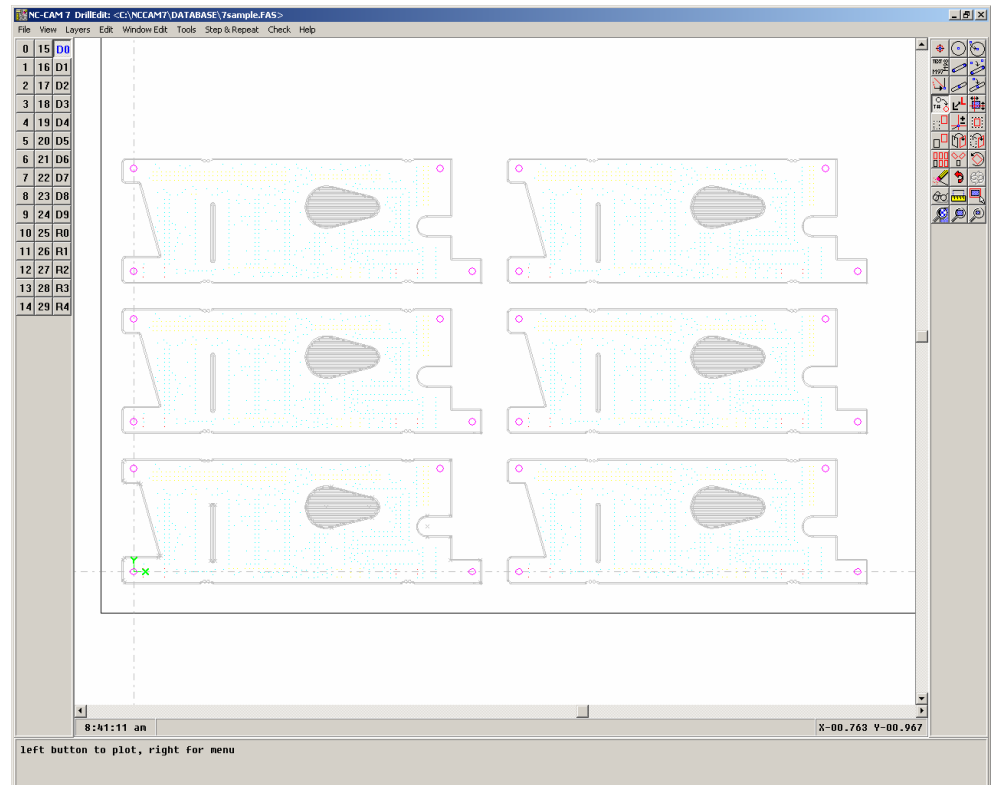 NC-CAM 7 DrillEdit: <C:\NCCAM7\DATABASE\7sample.FAS>
File View Layers Edit Window Edit Tools Step & Repeat Check Help
0 15 D0
1 16 D1
2 17 D2
3 18 D3
4 19 D4
5 20 D5
6 21 D6
7 22 D7
8 23 D8
9 24 D9
10 25 R0
11 26 R1
12 27 R2
13 28 R3
14 29 R4
Y
X
8:41:11 am
X-00.763 Y-00.967
left button to plot, right for menu